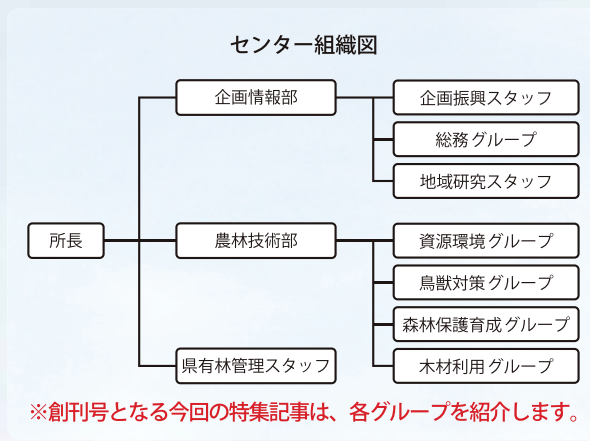 センター組織図
企画情報部
企画振興スタッフ
総務グループ
地域研究スタッフ
所長
農林技術部
資源環境グループ
鳥獣対策グループ
森林保護育成グループ
県有林管理スタッフ
木材利用グループ
※創刊号となる今回の特集記事は、各グループを紹介します。